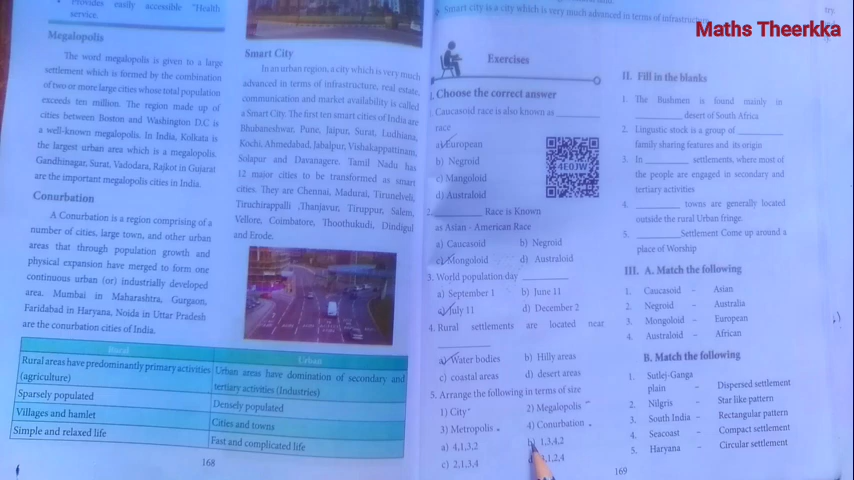 Maths Theerkka
Provides easily accessible "Health
service.
Megalopolis
The word megalopolis is given to a large
settlement which is formed by the combination
of two or more large cities whose total population
exceeds ten million. The region made up of
cities between Boston and Washington D.C is
a well-known megalopolis. In India, Kolkata is
the largest urban area which is a megalopolis.
Gandhinagar, Surat, Vadodara, Rajkot in Gujarat
are the important megalopolis cities in India.
Conurbation
A Conurbation is a region comprising of a
number of cities, large town, and other urban
areas that through population growth and
physical expansion have merged to form one
continuous urban (or) industrially developed
area. Mumbai in Maharashtra, Gurgaon,
Faridabad in Haryana, Noida in Uttar Pradesh
are the conurbation cities of India.
Smart City
In an urban region, a city which is very much
advanced in terms of infrastructure, real estate,
communication and market availability is called
a Smart City. The first ten smart cities of India are
Bhubaneshwar, Pune, Jaipur, Surat, Ludhiana,
Kochi, Ahmedabad, Jabalpur, Vishakappattinam,
Solapur and Davanagere. Tamil Nadu has
12 major cities to be transformed as smart
cities. They are Chennai, Madurai, Tirunelveli,
Tiruchirappalli ,Thanjavur, Tiruppur, Salem,
Vellore, Coimbatore, Thoothukudi, Dindigul
and Erode.
Rural Urban
Rural areas have predominantly primary activities (agriculture) Urban areas have domination of secondary and tertiary activities (Industries)
Sparsely populated Densely populated
Villages and hamlet Cities and towns
Simple and relaxed life Fast and complicated life
168
Smart city is a city which is very much advanced in terms of infrastructure
try
Exercises
I. Choose the correct answer
1. Caucasoid race is also known as ________
race
a) European
b) Negroid
c) Mangoloid
d) Australoid
4E0JW
2. ________ Race is Known
as Asian - American Race
a) Caucasoid b) Negroid
c) Mongoloid d) Australoid
3. World population day ________
a) September 1 b) June 11
c) July 11 d) December 2
4. Rural settlements are located near
________
a) Water bodies b) Hilly areas
c) coastal areas d) desert areas
5. Arrange the following in terms of size
1) City 2) Megalopolis
3) Metropolis 4) Conurbation
a) 4,1,3,2 b) 1,3,4,2
c) 2,1,3,4 d) 3,1,2,4
II. Fill in the blanks
1. The Bushmen is found mainly in
________ desert of South Africa
2. Lingustic stock is a group of ________
family sharing features and its origin
3. In ________ settlements, where most of
the people are engaged in secondary and
tertiary activities
4. ________ towns are generally located
outside the rural Urban fringe.
5. ________Settlement Come up around a
place of Worship
III. A. Match the following
1. Caucasoid - Asian
2. Negroid - Australia
3. Mongoloid - European
4. Australoid - African
B. Match the following
1. Sutlej-Ganga
plain - Dispersed settlement
2. Nilgris - Star like pattern
3. South India - Rectangular pattern
4. Seacoast - Compact settlement
5. Haryana - Circular settlement
169